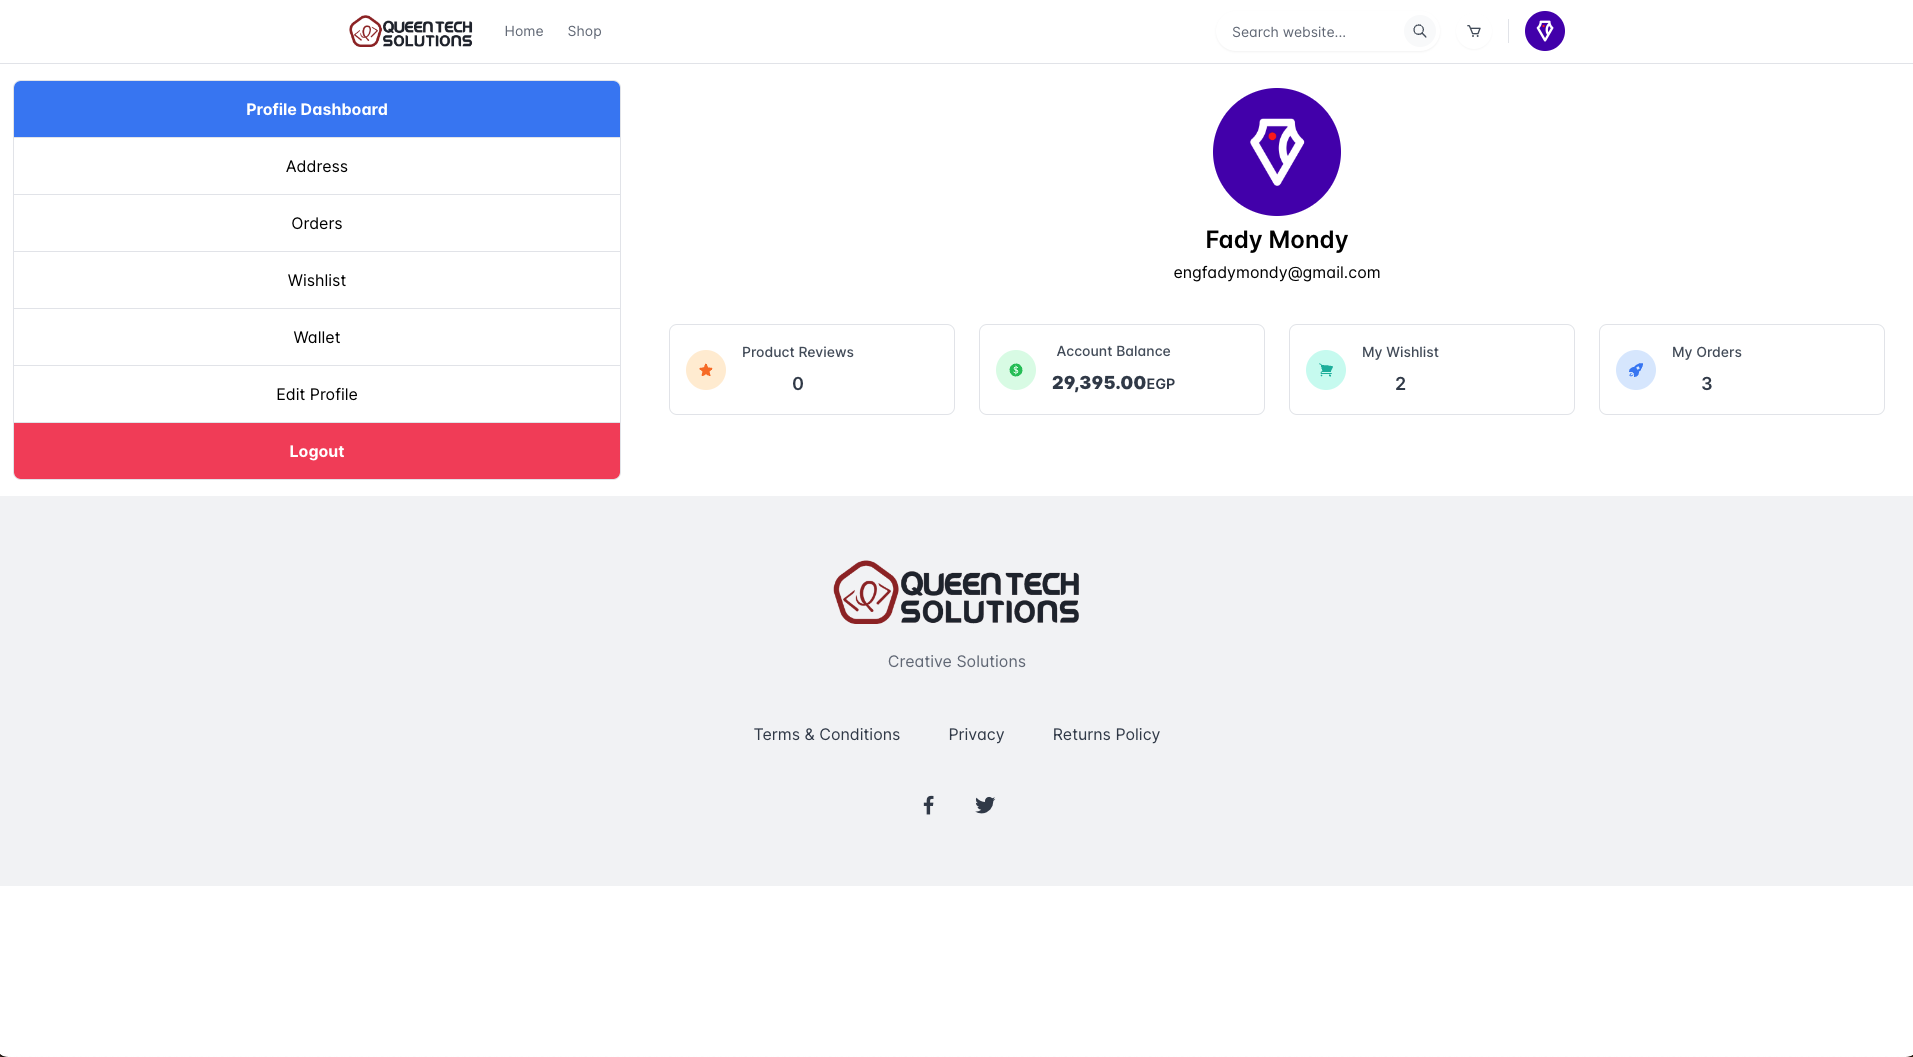 QUEEN TECH
SOLUTIONS
Home
Shop
Search website...
Profile Dashboard
Address
Orders
Wishlist
Wallet
Edit Profile
Logout
Fady Mondy
engfadymondy@gmail.com
Product Reviews
0
Account Balance
29,395.00EGP
My Wishlist
2
My Orders
3
QUEEN TECH
SOLUTIONS
Creative Solutions
Terms & Conditions
Privacy
Returns Policy